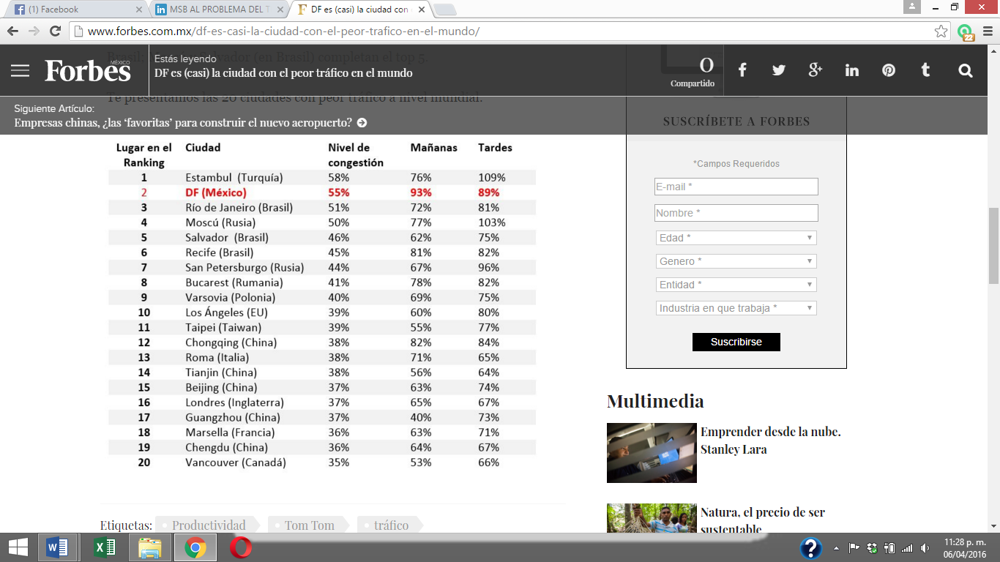 (1) Facebook
MSB AL PROBLEMA DEL T
DF es (casi) la ciudad con
www.forbes.com.mx/df-es-casi-la-ciudad-con-el-peor-trafico-en-el-mundo/
22
(en Brasil) completan el top 5.
Forbes MÉXICO
Estás leyendo
DF es (casi) la ciudad con el peor tráfico en el mundo
0
Compartido
Te presentamos las 20 ciudades con peor tráfico a nivel mundial.
Siguiente Artículo:
Empresas chinas, ¿las ‘favoritas’ para construir el nuevo aeropuerto?
Lugar en el Ranking Ciudad Nivel de congestión Mañanas Tardes
1 Estambul (Turquía) 58% 76% 109%
2 DF (México) 55% 93% 89%
3 Río de Janeiro (Brasil) 51% 72% 81%
4 Moscú (Rusia) 50% 77% 103%
5 Salvador (Brasil) 46% 62% 75%
6 Recife (Brasil) 45% 81% 82%
7 San Petersburgo (Rusia) 44% 67% 96%
8 Bucarest (Rumania) 41% 78% 82%
9 Varsovia (Polonia) 40% 69% 75%
10 Los Ángeles (EU) 39% 60% 80%
11 Taipei (Taiwan) 39% 55% 77%
12 Chongqing (China) 38% 82% 84%
13 Roma (Italia) 38% 71% 65%
14 Tianjin (China) 38% 56% 64%
15 Beijing (China) 37% 63% 74%
16 Londres (Inglaterra) 37% 65% 67%
17 Guangzhou (China) 37% 40% 73%
18 Marsella (Francia) 36% 63% 71%
19 Chengdu (China) 36% 64% 67%
20 Vancouver (Canadá) 35% 53% 66%
Etiquetas: Productividad Tom Tom tráfico
SUSCRÍBETE A FORBES
*Campos Requeridos
E-mail *
Nombre *
Edad *
Genero *
Entidad *
Industria en que trabaja *
Suscribirse
Multimedia
Emprender desde la nube.
Stanley Lara
Natura, el precio de ser
sustentable
11:28 p. m.
06/04/2016